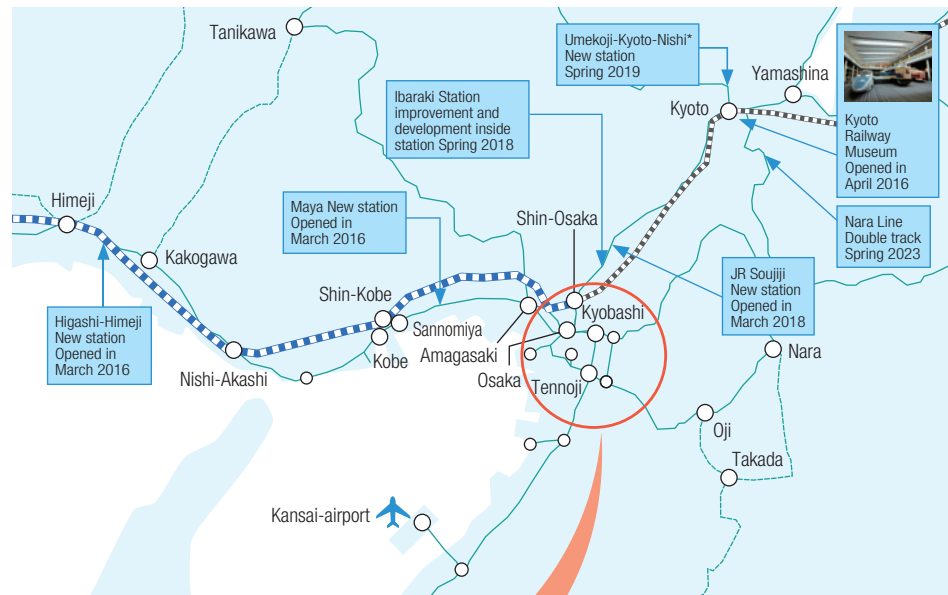 Tanikawa
Umekoji-Kyoto-Nishi*
New station
Spring 2019
Yamashina
Kyoto
Kyoto
Railway
Museum
Opened in
April 2016
Ibaraki Station
improvement and
development inside
station Spring 2018
Himeji
Maya New station
Opened in
March 2016
Shin-Osaka
Nara Line
Double track
Spring 2023
Kakogawa
JR Soujiji
New station
Opened in
March 2018
Shin-Kobe
Kyobashi
Higashi-Himeji
New station
Opened in
March 2016
Sannomiya
Kobe
Amagasaki
Nishi-Akashi
Osaka
Tennoji
Nara
Oji
Takada
Kansai-airport